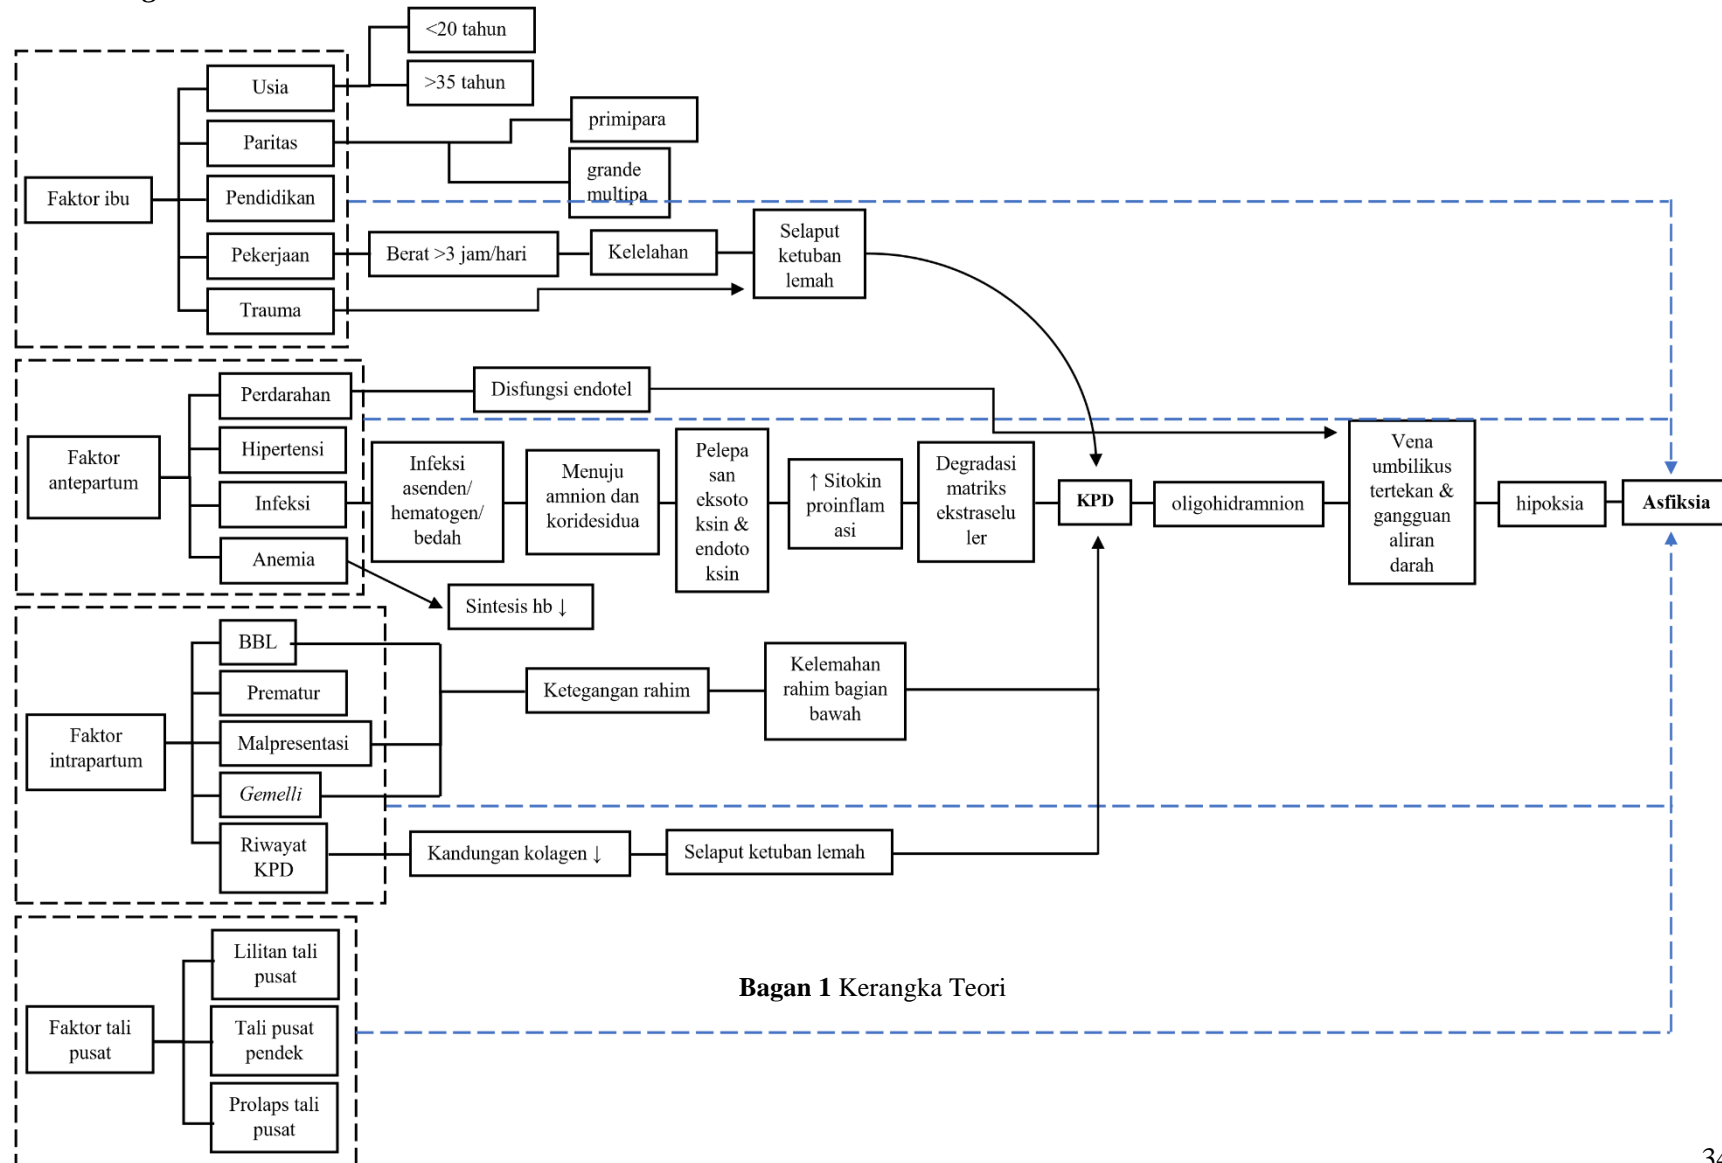 <20 tahun
>35 tahun
Usia
Paritas
primipara
grande
multipa
Faktor ibu
Pendidikan
Pekerjaan
Berat >3 jam/hari
Kelelahan
Selaput
ketuban
lemah
Trauma
Perdarahan
Disfungsi endotel
Faktor
antepartum
Hipertensi
Infeksi
Anemia
Infeksi
asenden/
hematogen/
bedah
Menuju
amnion dan
koridesidua
Pelepa
san
eksoto
ksin &
endoto
ksin
↑ Sitokin
proinflam
asi
Degradasi
matriks
ekstraselu
ler
KPD
oligohidramnion
Vena
umbilikus
tertekan &
gangguan
aliran
darah
hipoksia
Asfiksia
Sintesis hb ↓
Faktor
intrapartum
BBL
Prematur
Malpresentasi
Gemelli
Riwayat
KPD
Ketegangan rahim
Kelemahan
rahim bagian
bawah
Kandungan kolagen ↓
Selaput ketuban lemah
Faktor tali
pusat
Lilitan tali
pusat
Tali pusat
pendek
Prolaps tali
pusat
Bagan 1 Kerangka Teori
34